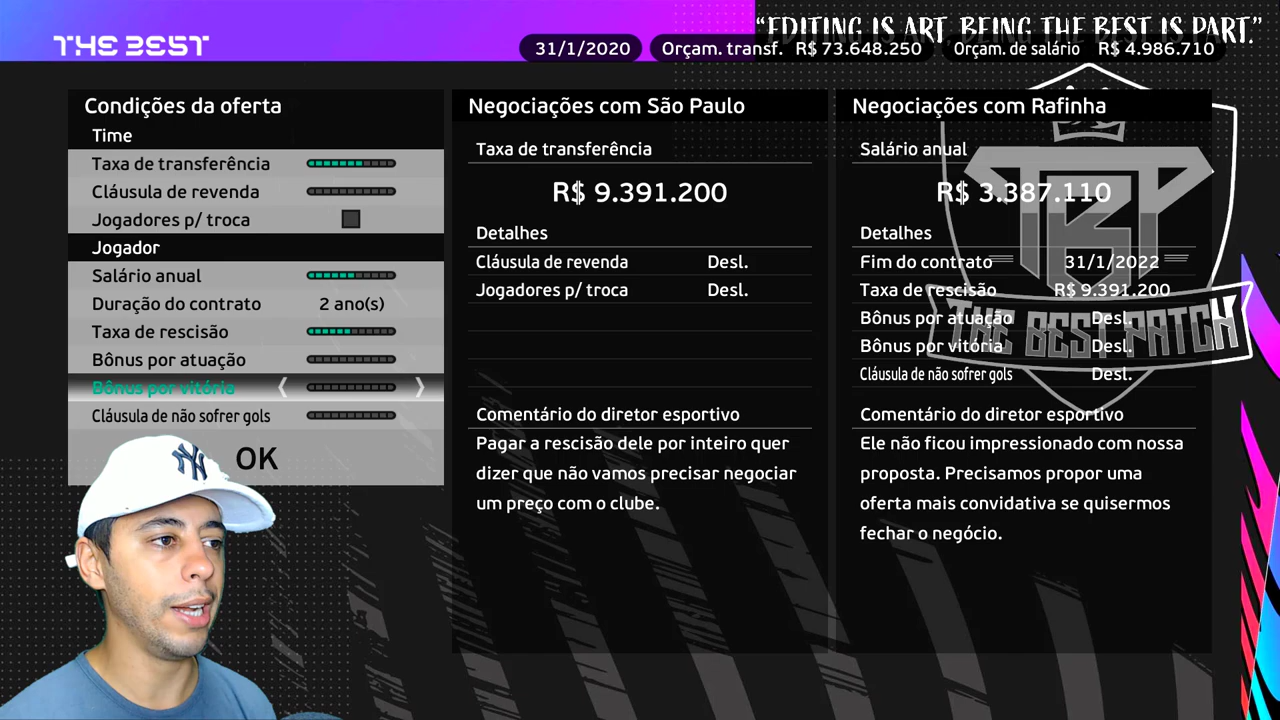 THE BEST
"EDITING IS ART, BEING THE BEST IS PART."
31/1/2020 Orçam. transf. R$ 73.648.250 Orçam. de salário R$ 4.986.710
Condições da oferta
Time
Taxa de transferência
Cláusula de revenda
Jogadores p/ troca
Jogador
Salário anual
Duração do contrato 2 ano(s)
Taxa de rescisão
Bônus por atuação
Bônus por vitória
Cláusula de não sofrer gols
OK
NY
Negociações com São Paulo
Taxa de transferência
R$ 9.391.200
Detalhes
Cláusula de revenda Desl.
Jogadores p/ troca Desl.
Comentário do diretor esportivo
Pagar a rescisão dele por inteiro quer
dizer que não vamos precisar negociar
um preço com o clube.
Negociações com Rafinha
Salário anual
R$ 3.387.110
Detalhes
Fim do contrato 31/1/2022
Taxa de rescisão R$ 9.391.200
Bônus por atuação Desl.
Bônus por vitória Desl.
Cláusula de não sofrer gols Desl.
Comentário do diretor esportivo
Ele não ficou impressionado com nossa
proposta. Precisamos propor uma
oferta mais convidativa se quisermos
fechar o negócio.
TBP
THE BEST PATCH